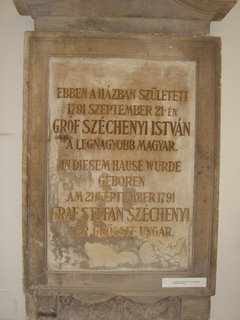 EBBEN A HÁZBAN SZÜLETETT
1791 SZEPTEMBER 21-ÉN
GRÓF SZÉCHENYI ISTVÁN
A LEGNAGYOBB MAGYAR.
IN DIESEM HAUSE WURDE
GEBOREN
AM 21. SEPTEMBER 1791
GRAF STEFAN SZÉCHENYI
DER GRÖSSTE UNGAR.